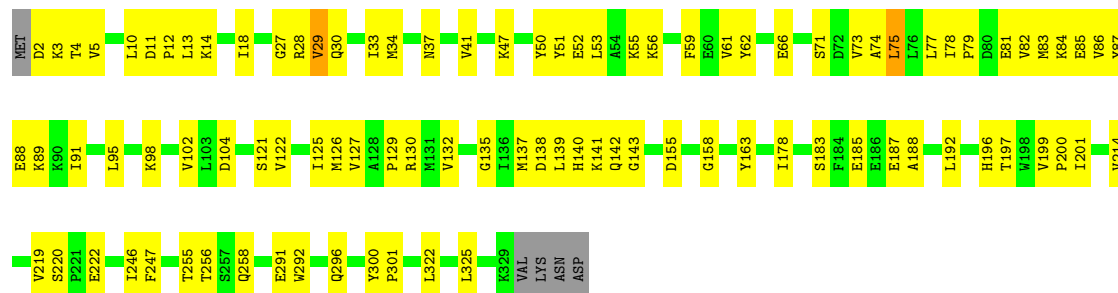 MET D2 K3 T4 V5 L10 D11 P12 L13 K14 I18 G27 R28 V29 Q30 I33 M34 N37 V41 K47 Y50 Y51 E52 L53 A54 K55 K56 F59 E60 V61 Y62 E66 S71 D72 V73 A74 L75 L76 L77 I78 P79 D80 E81 V82 M83 K84 E85 V86
E88 K89 K90 I91 L95 K98 V102 L103 D104 S121 V122 I125 M126 V127 A128 P129 R130 M131 V132 G135 I136 M137 D138 L139 H140 K141 Q142 G143 D155 G158 Y163 I178 S183 F184 E185 E186 E187 A188 L192 H196 T197 W198 V199 P200 I201
V219 S220 P221 E222 I246 F247 T255 T256 S257 Q258 E291 W292 Q296 Y300 P301 L322 L325 K329 VAL LYS ASN ASP